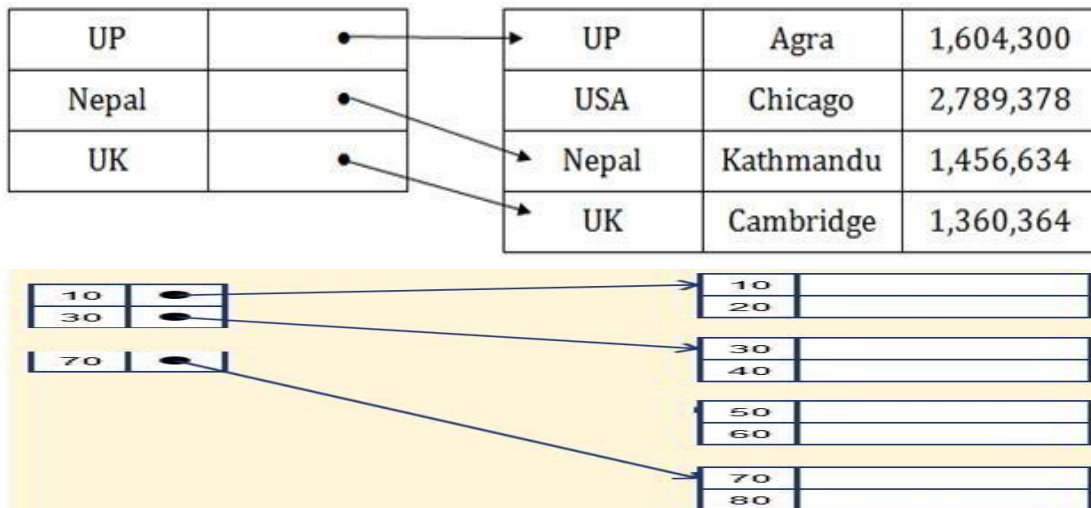 UP UP Agra 1,604,300
Nepal USA Chicago 2,789,378
UK Nepal Kathmandu 1,456,634
UK Cambridge 1,360,364
10 10
30 20
70 30
40
50
60
70
80